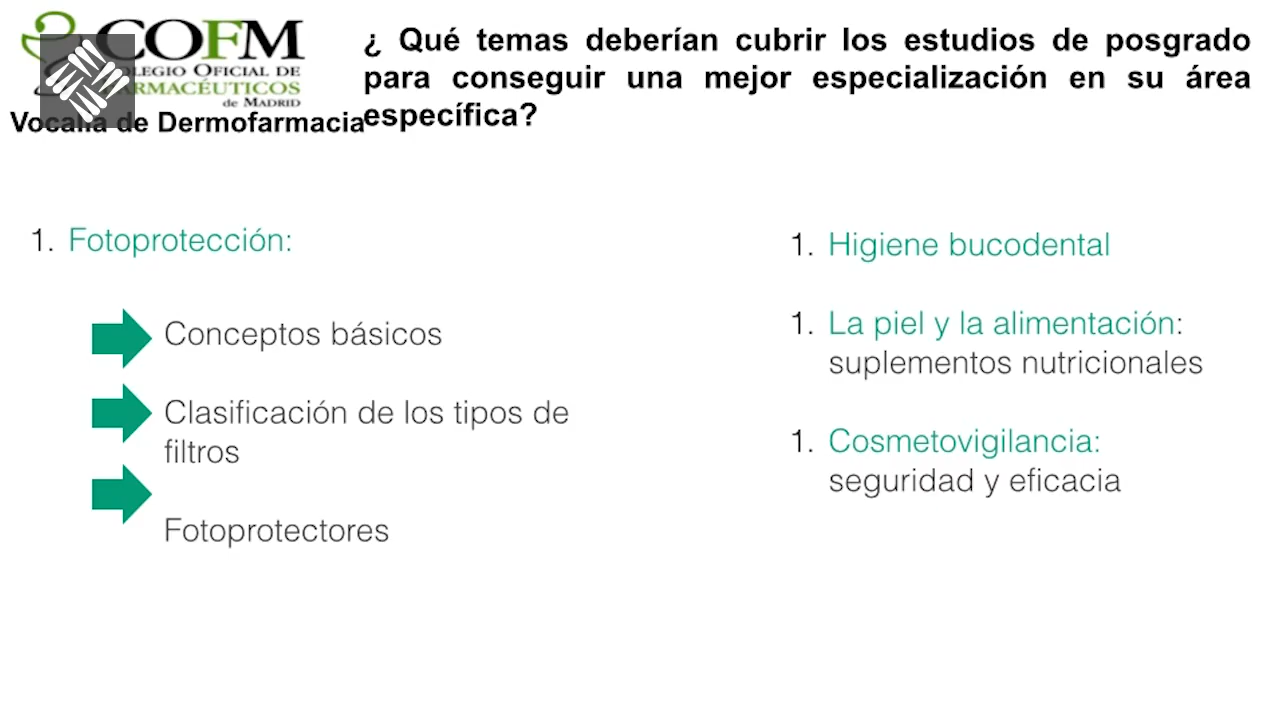 COFM
COLEGIO OFICIAL DE
FARMACÉUTICOS
de MADRID
Vocalía de Dermofarmacia
¿ Qué temas deberían cubrir los estudios de posgrado
para conseguir una mejor especialización en su área
específica?
1. Fotoprotección:
Conceptos básicos
Clasificación de los tipos de
filtros
Fotoprotectores
1. Higiene bucodental
1. La piel y la alimentación:
suplementos nutricionales
1. Cosmetovigilancia:
seguridad y eficacia